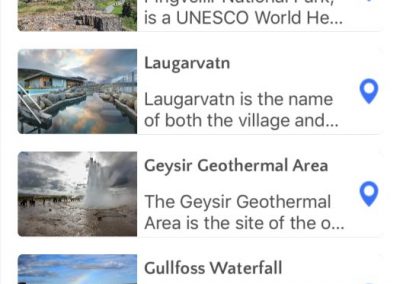 Þingvellir National Park,
is a UNESCO World He...
Laugarvatn
Laugarvatn is the name
of both the village and...
Geysir Geothermal Area
The Geysir Geothermal
Area is the site of the o...
Gullfoss Waterfall